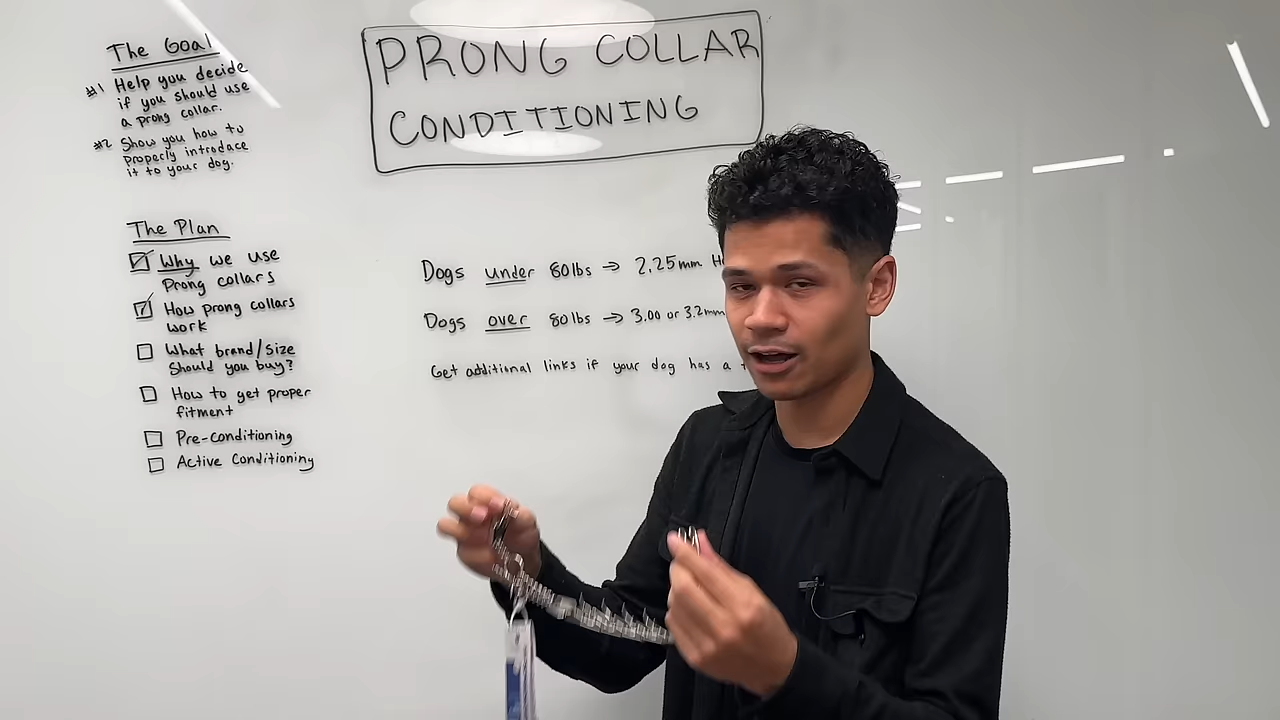 The Goal
#1 Help you decide
if you should use
a prong collar.
#2 Show you how to
properly introduce
it to your dog.
The Plan
Why we use
Prong collars
How prong collars
work
What brand/size
should you buy?
How to get proper
fitment
Pre-conditioning
Active Conditioning
PRONG COLLAR
CONDITIONING
Dogs under 80lbs → 2.25mm
Dogs over 80lbs → 3.00 or 3.2mm
Get additional links if your dog has a